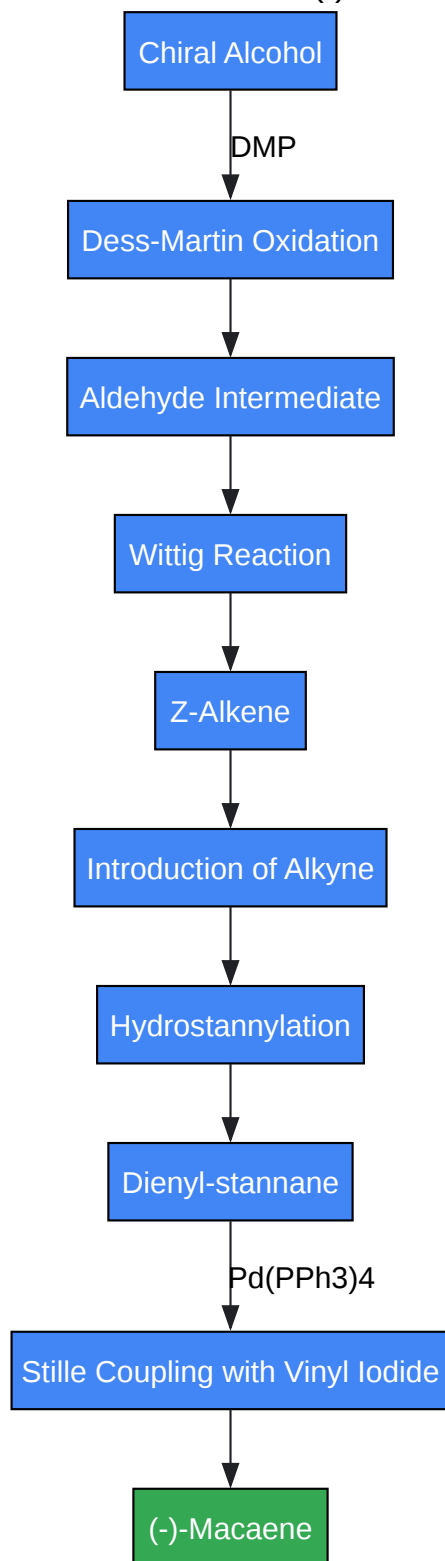 Chiral Alcohol
DMP
Dess-Martin Oxidation
Aldehyde Intermediate
Wittig Reaction
Z-Alkene
Introduction of Alkyne
Hydrostannylation
Dienyl-stannane
Pd(PPh3)4
Stille Coupling with Vinyl Iodide
(-)-Macaene